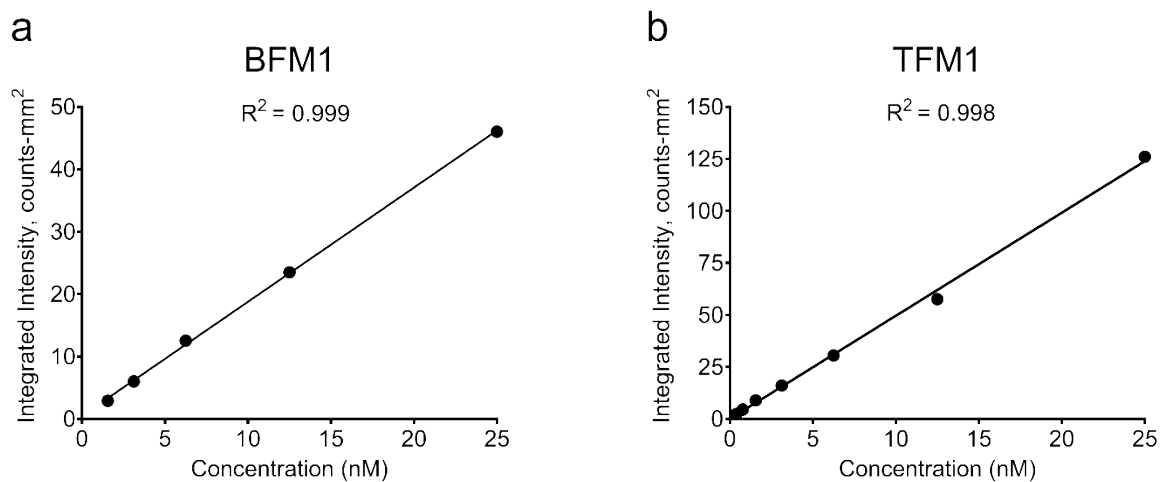 a
BFM1
R² = 0.999
Integrated Intensity, counts-mm²
50
40
30
20
10
0
0 5 10 15 20 25
Concentration (nM)
b
TFM1
R² = 0.998
Integrated Intensity, counts-mm²
150
125
100
75
50
25
0
0 5 10 15 20 25
Concentration (nM)